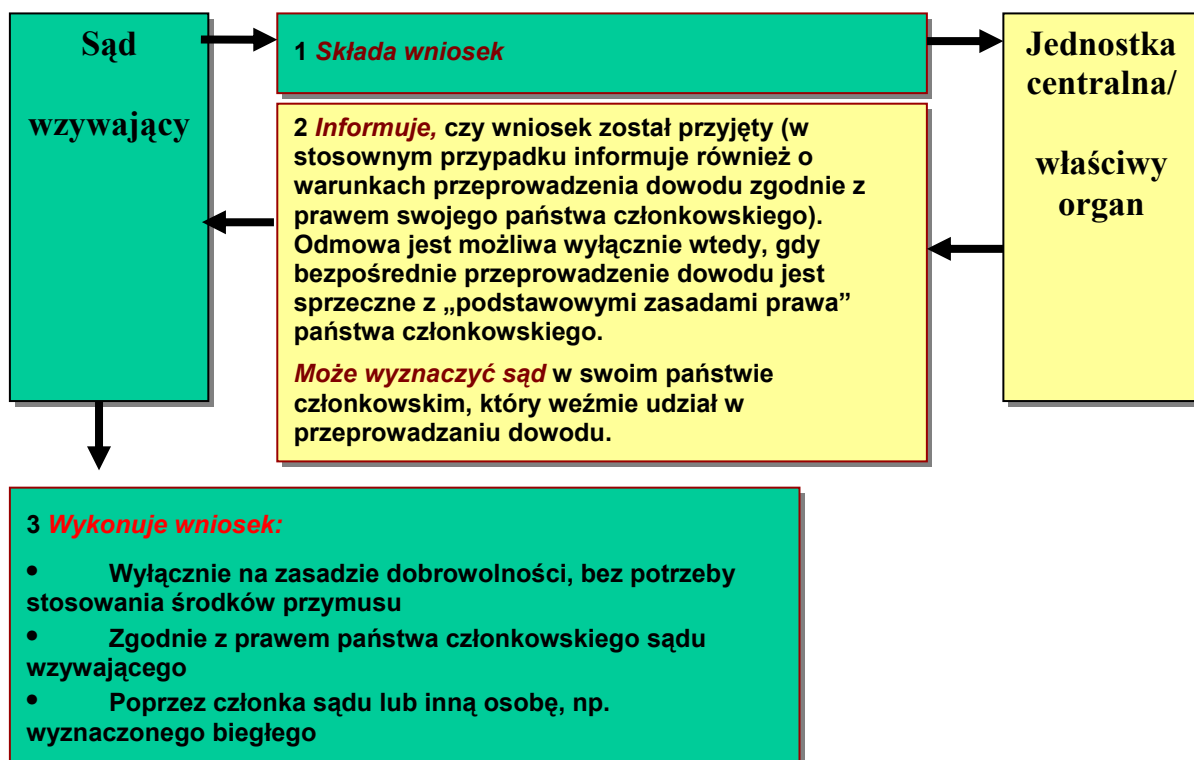 Sąd
wzywający
1 Składa wniosek
Jednostka
centralna/
właściwy
organ
2 Informuje, czy wniosek został przyjęty (w
stosownym przypadku informuje również o
warunkach przeprowadzenia dowodu zgodnie z
prawem swojego państwa członkowskiego).
Odmowa jest możliwa wyłącznie wtedy, gdy
bezpośrednie przeprowadzenie dowodu jest
sprzeczne z „podstawowymi zasadami prawa”
państwa członkowskiego.
Może wyznaczyć sąd w swoim państwie
członkowskim, który weźmie udział w
przeprowadzaniu dowodu.
3 Wykonuje wniosek:
• Wyłącznie na zasadzie dobrowolności, bez potrzeby
stosowania środków przymusu
• Zgodnie z prawem państwa członkowskiego sądu
wzywającego
• Poprzez członka sądu lub inną osobę, np.
wyznaczonego biegłego